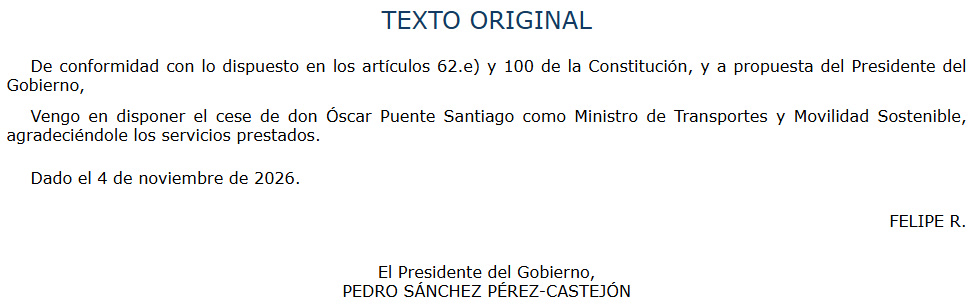 TEXTO ORIGINAL
De conformidad con lo dispuesto en los artículos 62.e) y 100 de la Constitución, y a propuesta del Presidente del
Gobierno,
Vengo en disponer el cese de don Óscar Puente Santiago como Ministro de Transportes y Movilidad Sostenible,
agradeciéndole los servicios prestados.
Dado el 4 de noviembre de 2026.
FELIPE R.
El Presidente del Gobierno,
PEDRO SÁNCHEZ PÉREZ-CASTEJÓN